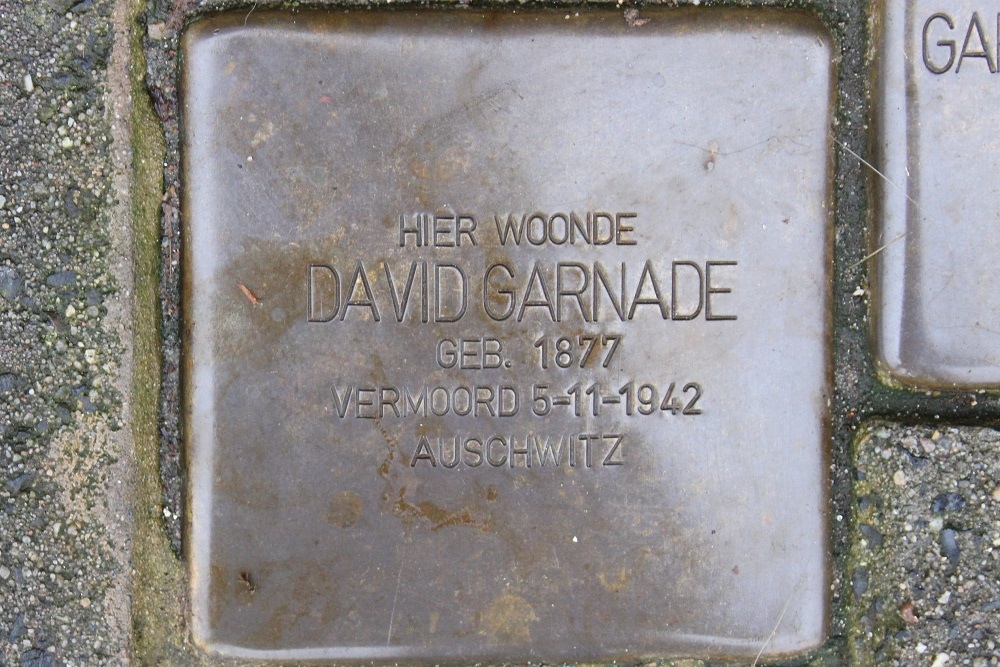 HIER WOONDE
DAVID GARNADE
GEB. 1877
VERMOORD 5-11-1942
AUSCHWITZ